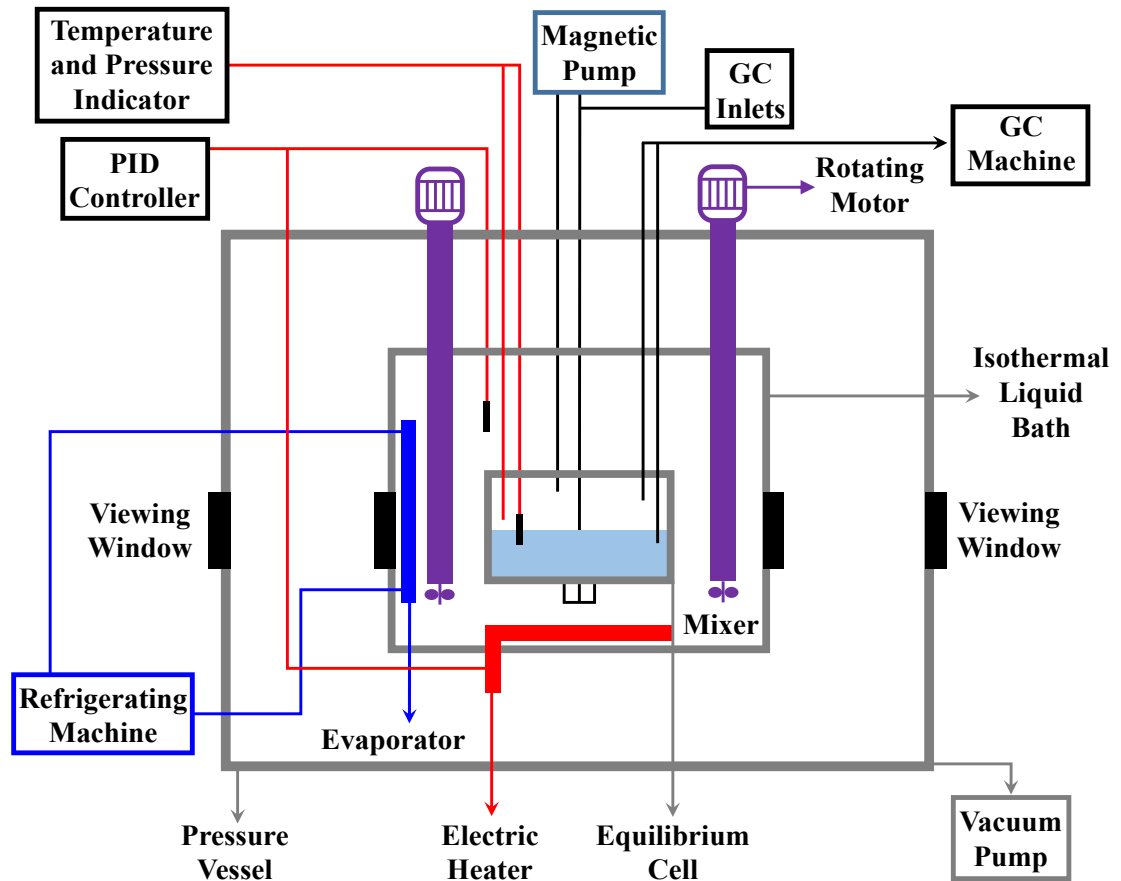 Temperature
and Pressure
Indicator
Magnetic
Pump
GC
Inlets
GC
Machine
PID
Controller
Rotating
Motor
Isothermal
Liquid
Bath
Viewing
Window
Viewing
Window
Mixer
Refrigerating
Machine
Evaporator
Pressure
Vessel
Electric
Heater
Equilibrium
Cell
Vacuum
Pump